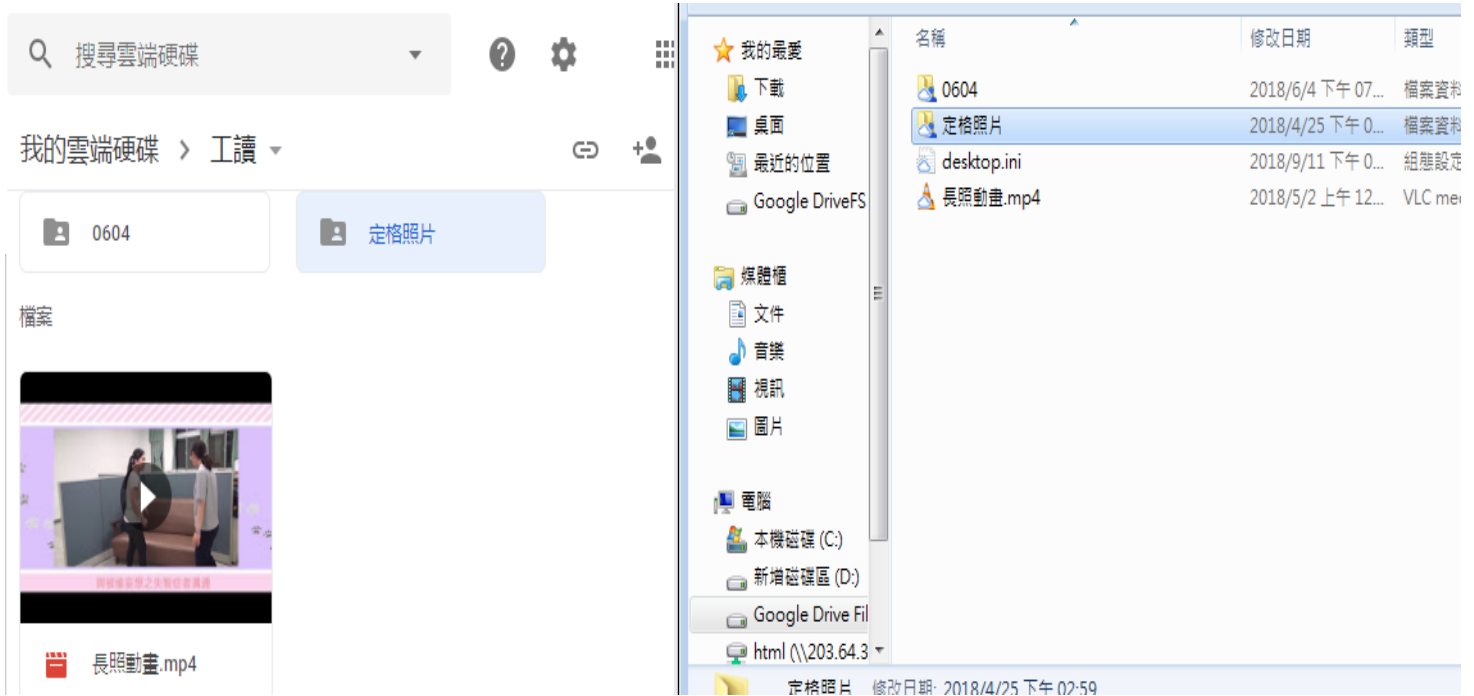 搜尋雲端硬碟
我的雲端硬碟 > 工讀
0604
定格照片
檔案
長照動畫.mp4
我的最愛
下載
桌面
最近的位置
Google DriveFS
媒體櫃
文件
音樂
視訊
圖片
電腦
本機磁碟 (C:)
新增磁碟區 (D:)
Google Drive Fil
html (\\203.64.3
名稱 修改日期 類型
0604 2018/6/4 下午 07... 檔案資料
定格照片 2018/4/25 下午 0... 檔案資料
desktop.ini 2018/9/11 下午 0... 組態設定
長照動畫.mp4 2018/5/2 上午 12... VLC med
定格照片 修改日期: 2018/4/25 下午 02:59